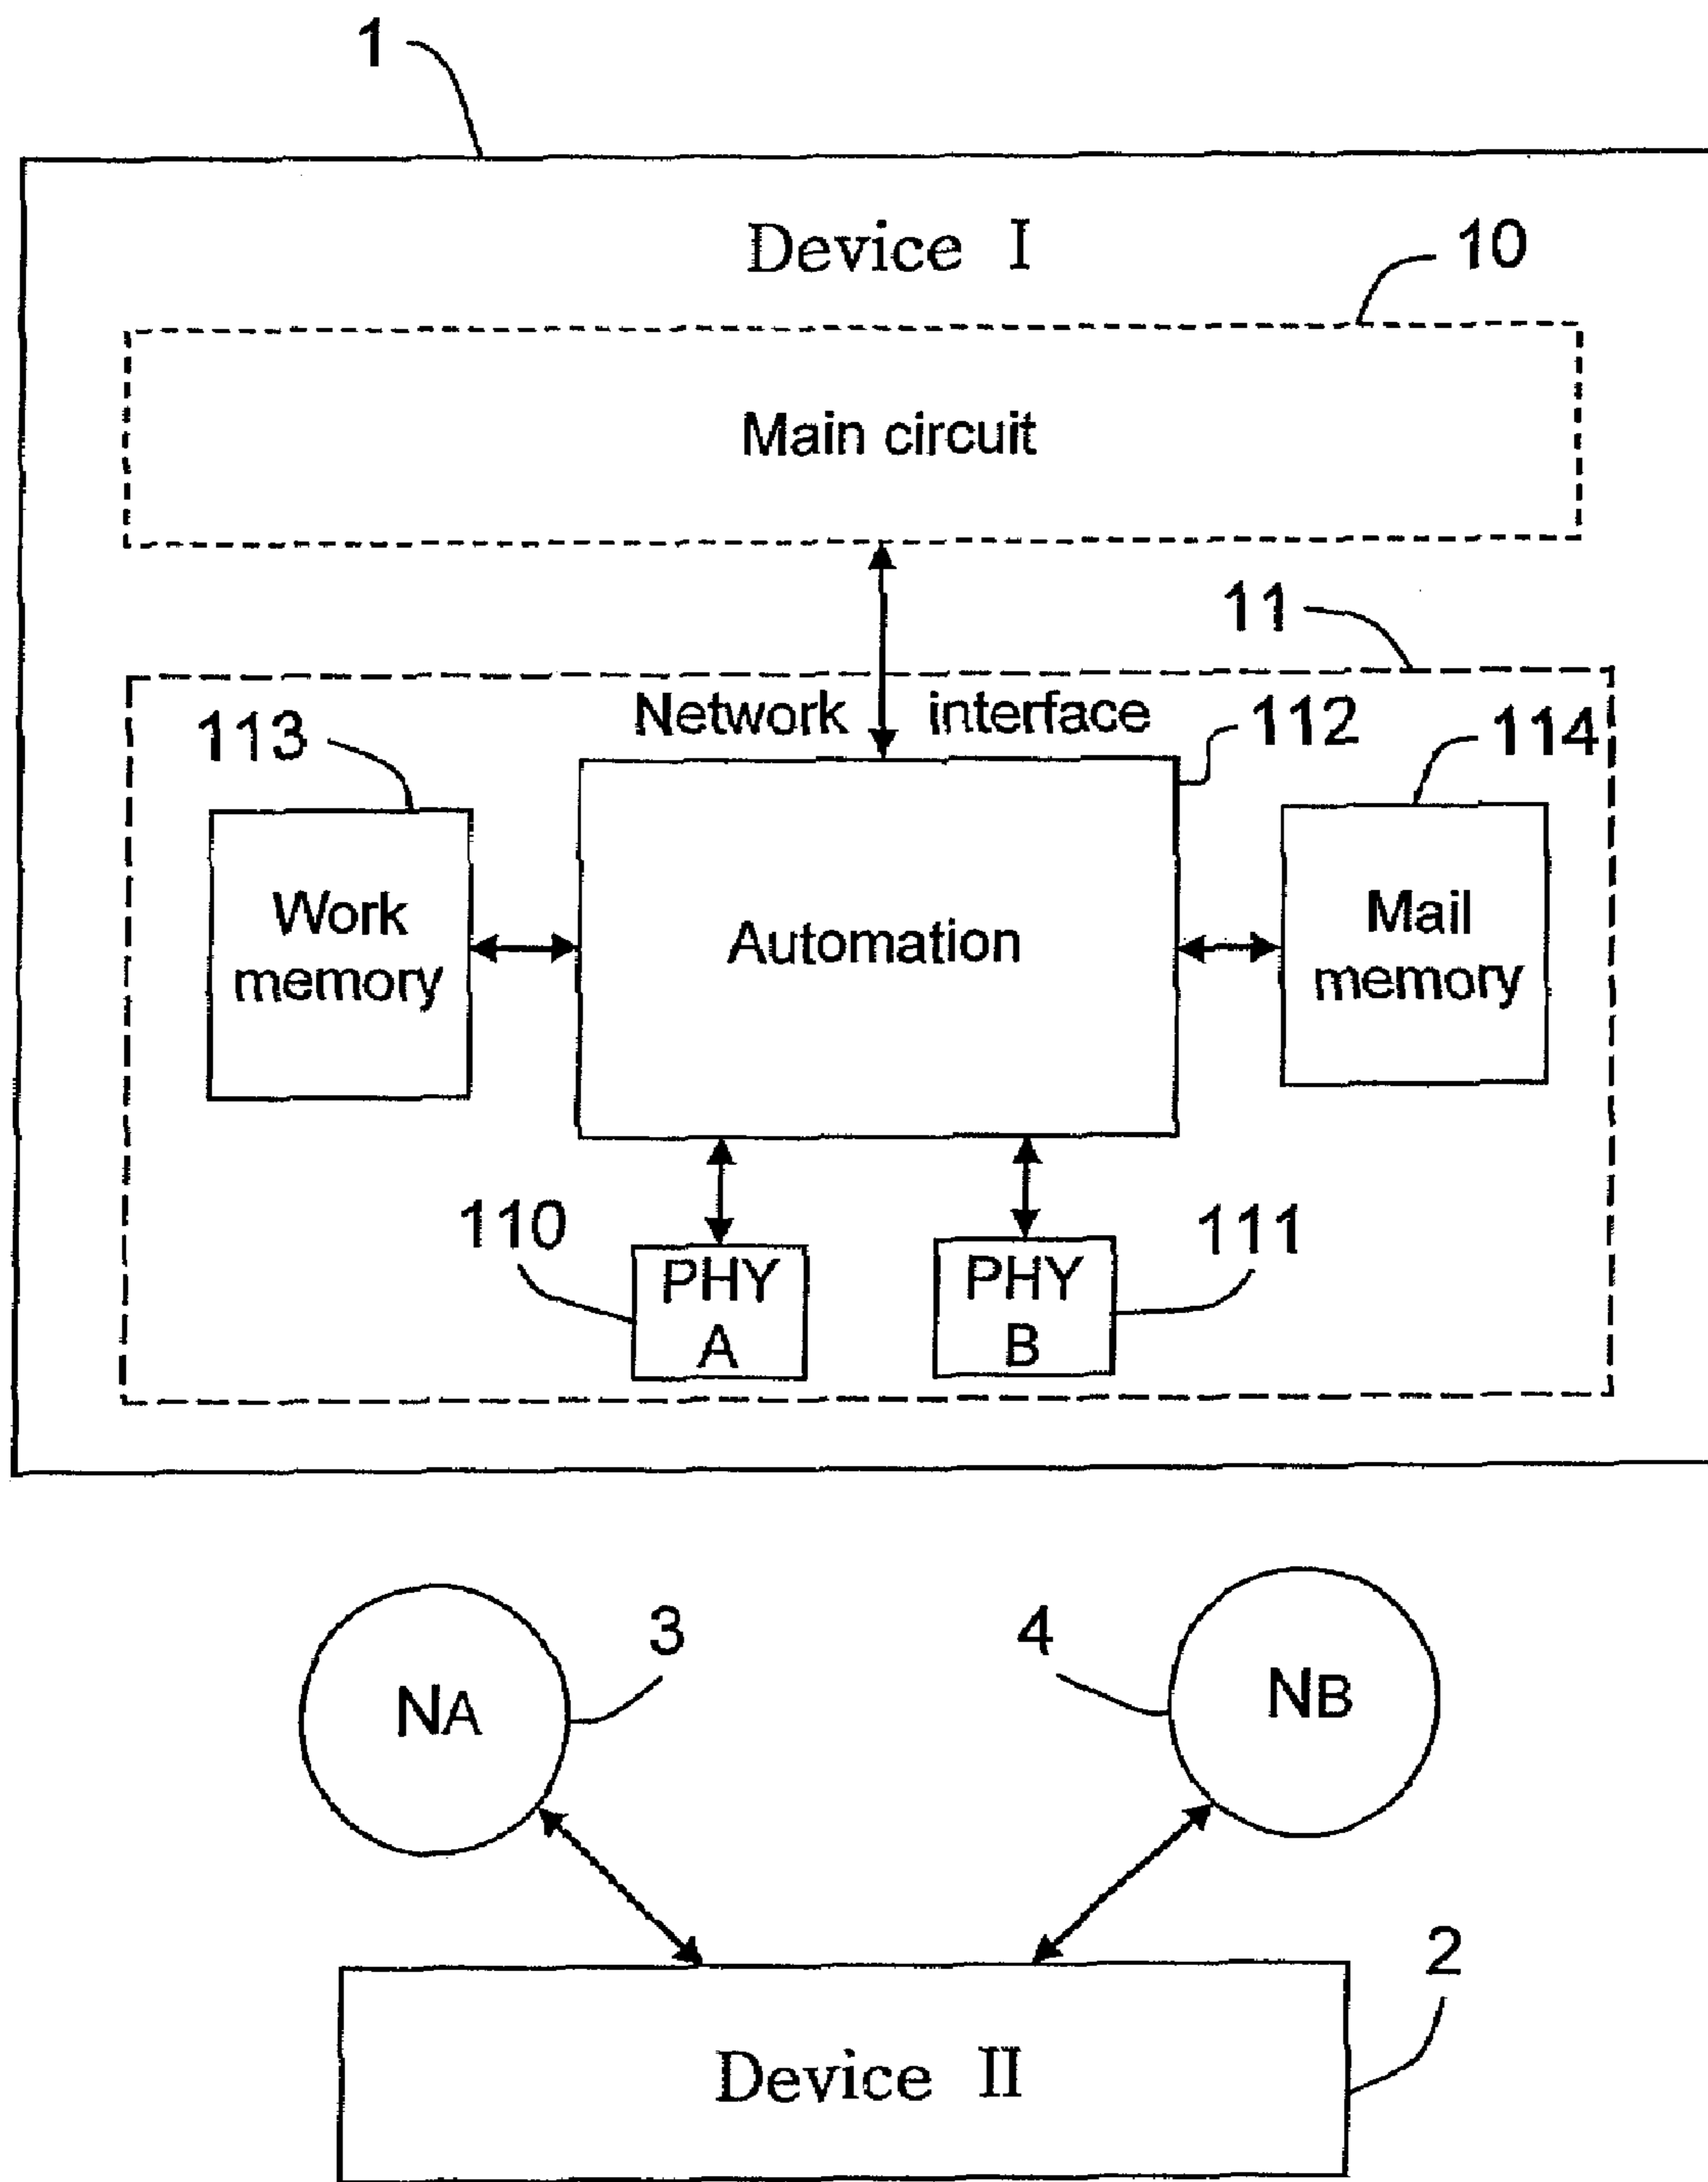 1
Device I
10
Main circuit
11
Network interface
113
112
114
Work
memory
Automation
Mail
memory
110
PHY
A
PHY
B
111
NA
3
4
NB
2
Device II